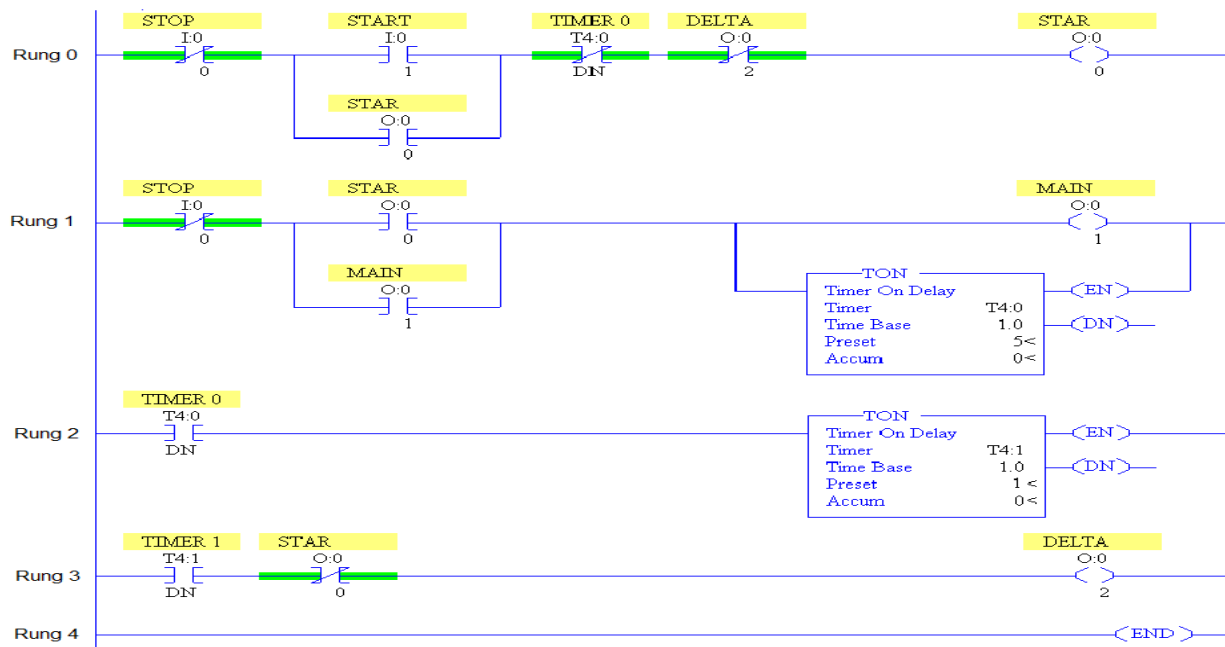 STOP START TIMER 0 DELTA STAR
I:0 I:0 T4:0 O:0 O:0
Rung 0
0 1 DN 2 0
STAR
O:0
0
STOP STAR MAIN
I:0 O:0 O:0
Rung 1
0 0 1
MAIN
O:0
1
TON
Timer On Delay (EN)
Timer T4:0
Time Base 1.0 (DN)
Preset 5<
Accum 0<
TIMER 0
T4:0
Rung 2
DN
TON
Timer On Delay (EN)
Timer T4:1
Time Base 1.0 (DN)
Preset 1 <
Accum 0<
TIMER 1 STAR DELTA
T4:1 O:0 O:0
Rung 3
DN 0 2
Rung 4 (END)